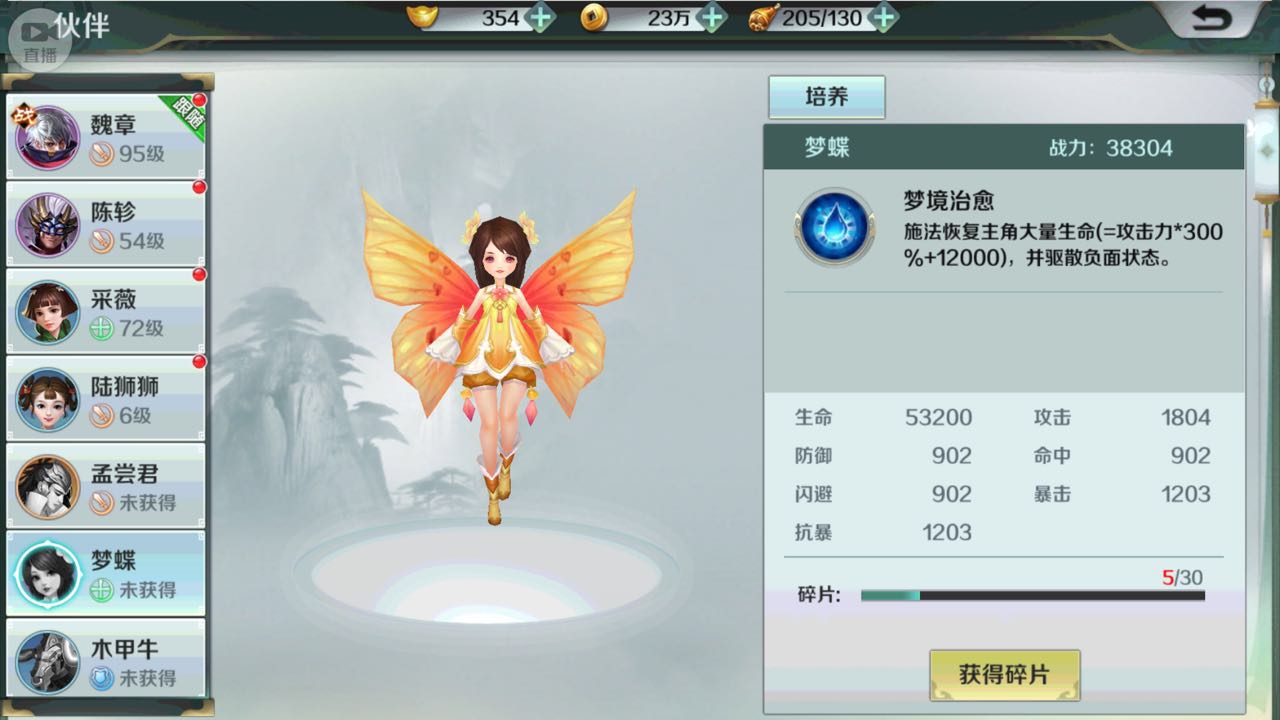 伙伴
直播
354
23万
205/130
战
魏章
95级
跟随
陈轸
54级
采薇
72级
陆狮狮
6级
孟尝君
未获得
梦蝶
未获得
木甲牛
未获得
培养
梦蝶
战力：38304
梦境治愈
施法恢复主角大量生命(=攻击力*300
%+12000)，并驱散负面状态。
生命 53200 攻击 1804
防御 902 命中 902
闪避 902 暴击 1203
抗暴 1203
碎片: 5/30
获得碎片